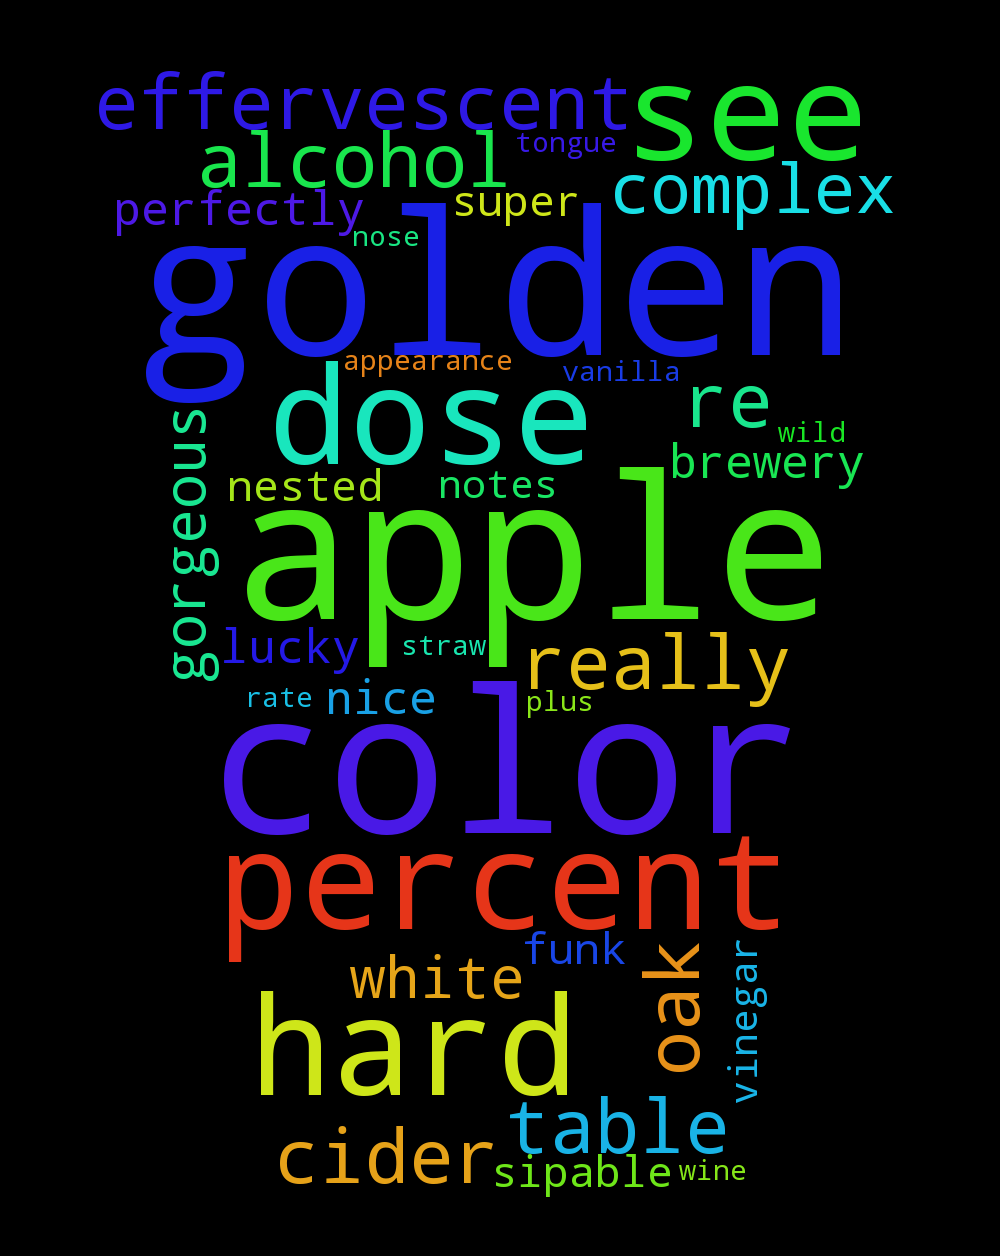 effervescent see
alcohol tongue
perfectly super complex
nose
golden
appearance vanilla
dose re
wild
gorgeous nested notes brewery
apple
lucky straw really
rate nice plus
color
percent
white funk oak vinegar
hard
cider table
sipable wine